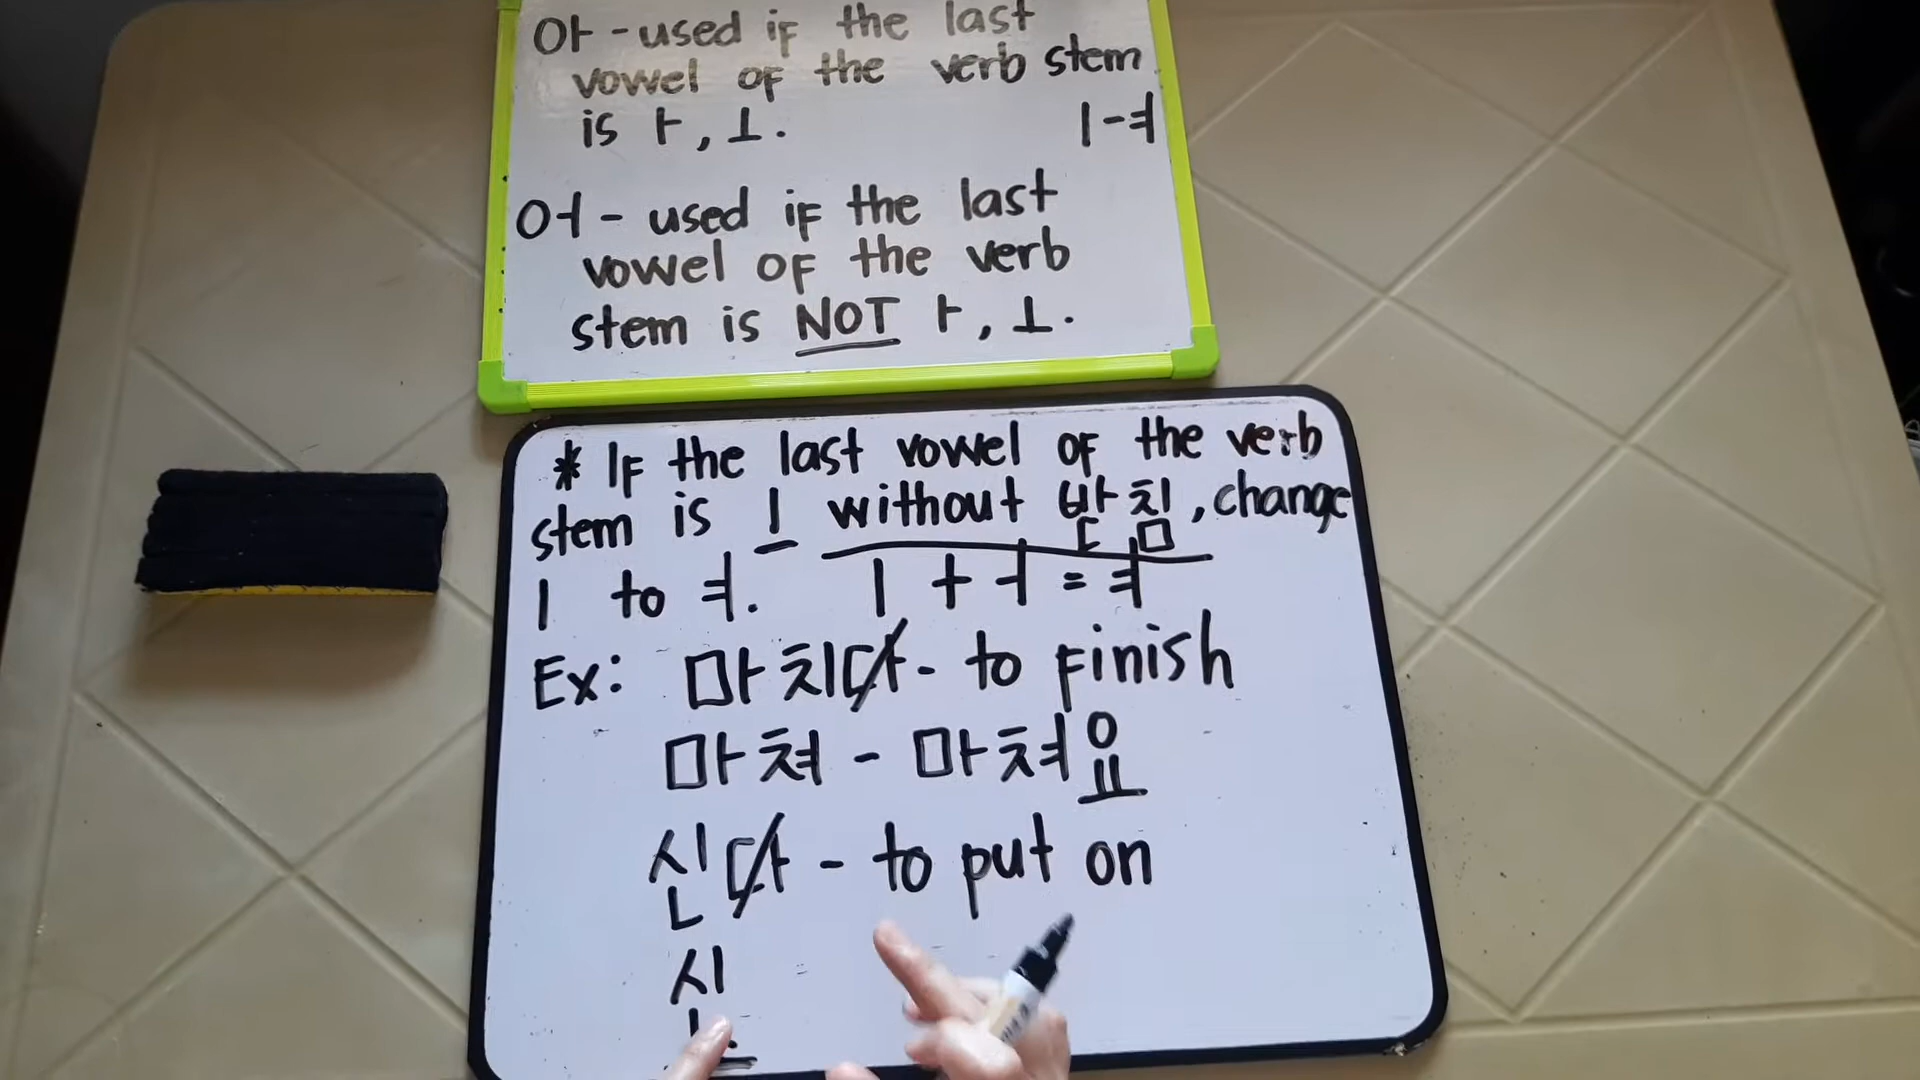 아 - used if the last
vowel of the verb stem
is ㅏ, ㅗ.
ㅣ-ㅕ
어 - used if the last
vowel of the verb
stem is NOT ㅏ, ㅗ.
* If the last vowel of the verb
stem is ㅣ without 받침, change
ㅣ to ㅕ. ㅣ + ㅓ = ㅕ
Ex: 마치다 - to finish
마쳐 - 마쳐요
신다 - to put on
신